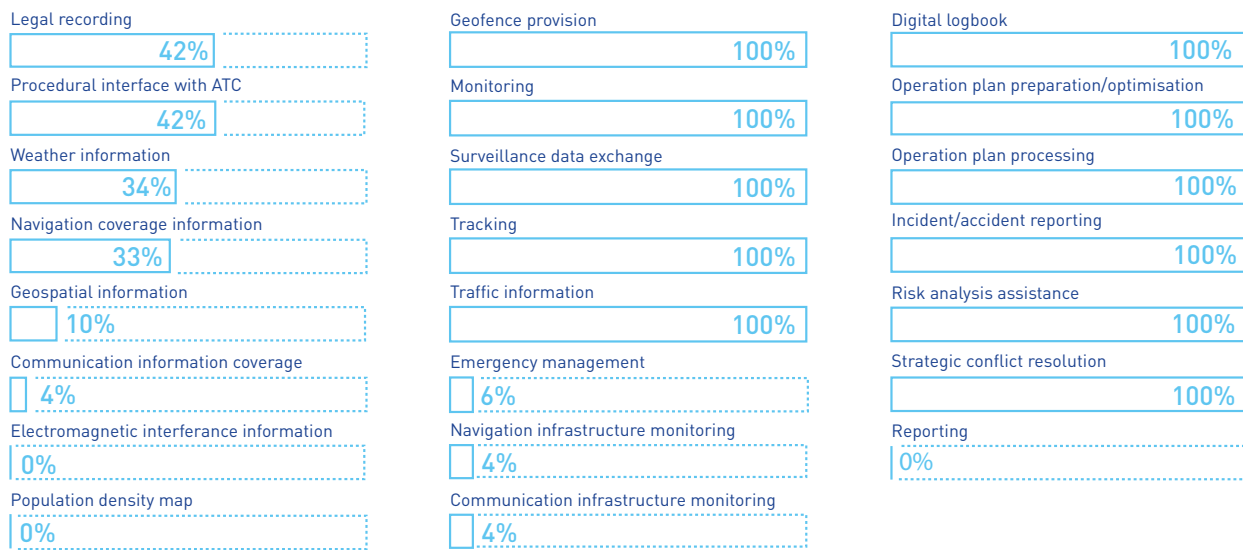 Legal recording
42%
Procedural interface with ATC
42%
Weather information
34%
Navigation coverage information
33%
Geospatial information
10%
Communication information coverage
4%
Electromagnetic interferance information
0%
Population density map
0%
Geofence provision
100%
Monitoring
100%
Surveillance data exchange
100%
Tracking
100%
Traffic information
100%
Emergency management
6%
Navigation infrastructure monitoring
4%
Communication infrastructure monitoring
4%
Digital logbook
100%
Operation plan preparation/optimisation
100%
Operation plan processing
100%
Incident/accident reporting
100%
Risk analysis assistance
100%
Strategic conflict resolution
100%
Reporting
0%